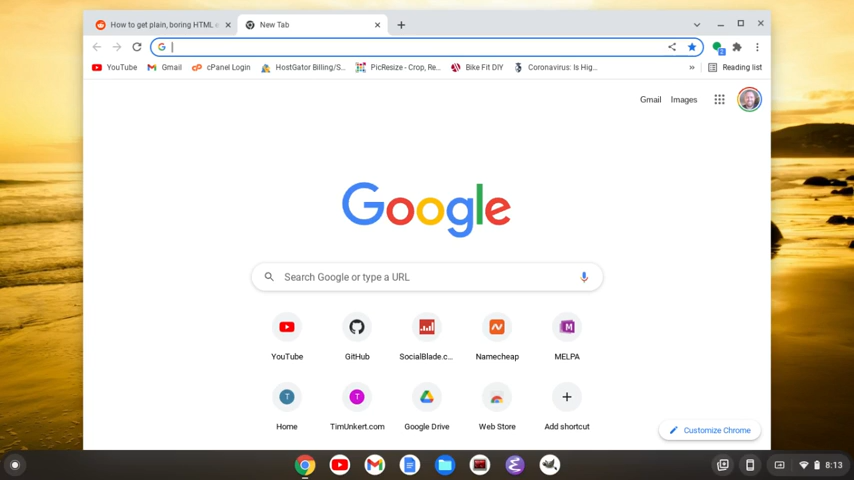 How to get plain, boring HTML e
New Tab
YouTube Gmail cPanel Login HostGator Billing/S... PicResize - Crop, Re... Bike Fit DIY Coronavirus: Is Hig... » Reading list
Gmail Images
Google
Search Google or type a URL
YouTube GitHub SocialBlade.c... Namecheap MELPA
T T
Home TimUnkert.com Google Drive Web Store Add shortcut
Customize Chrome
8:13